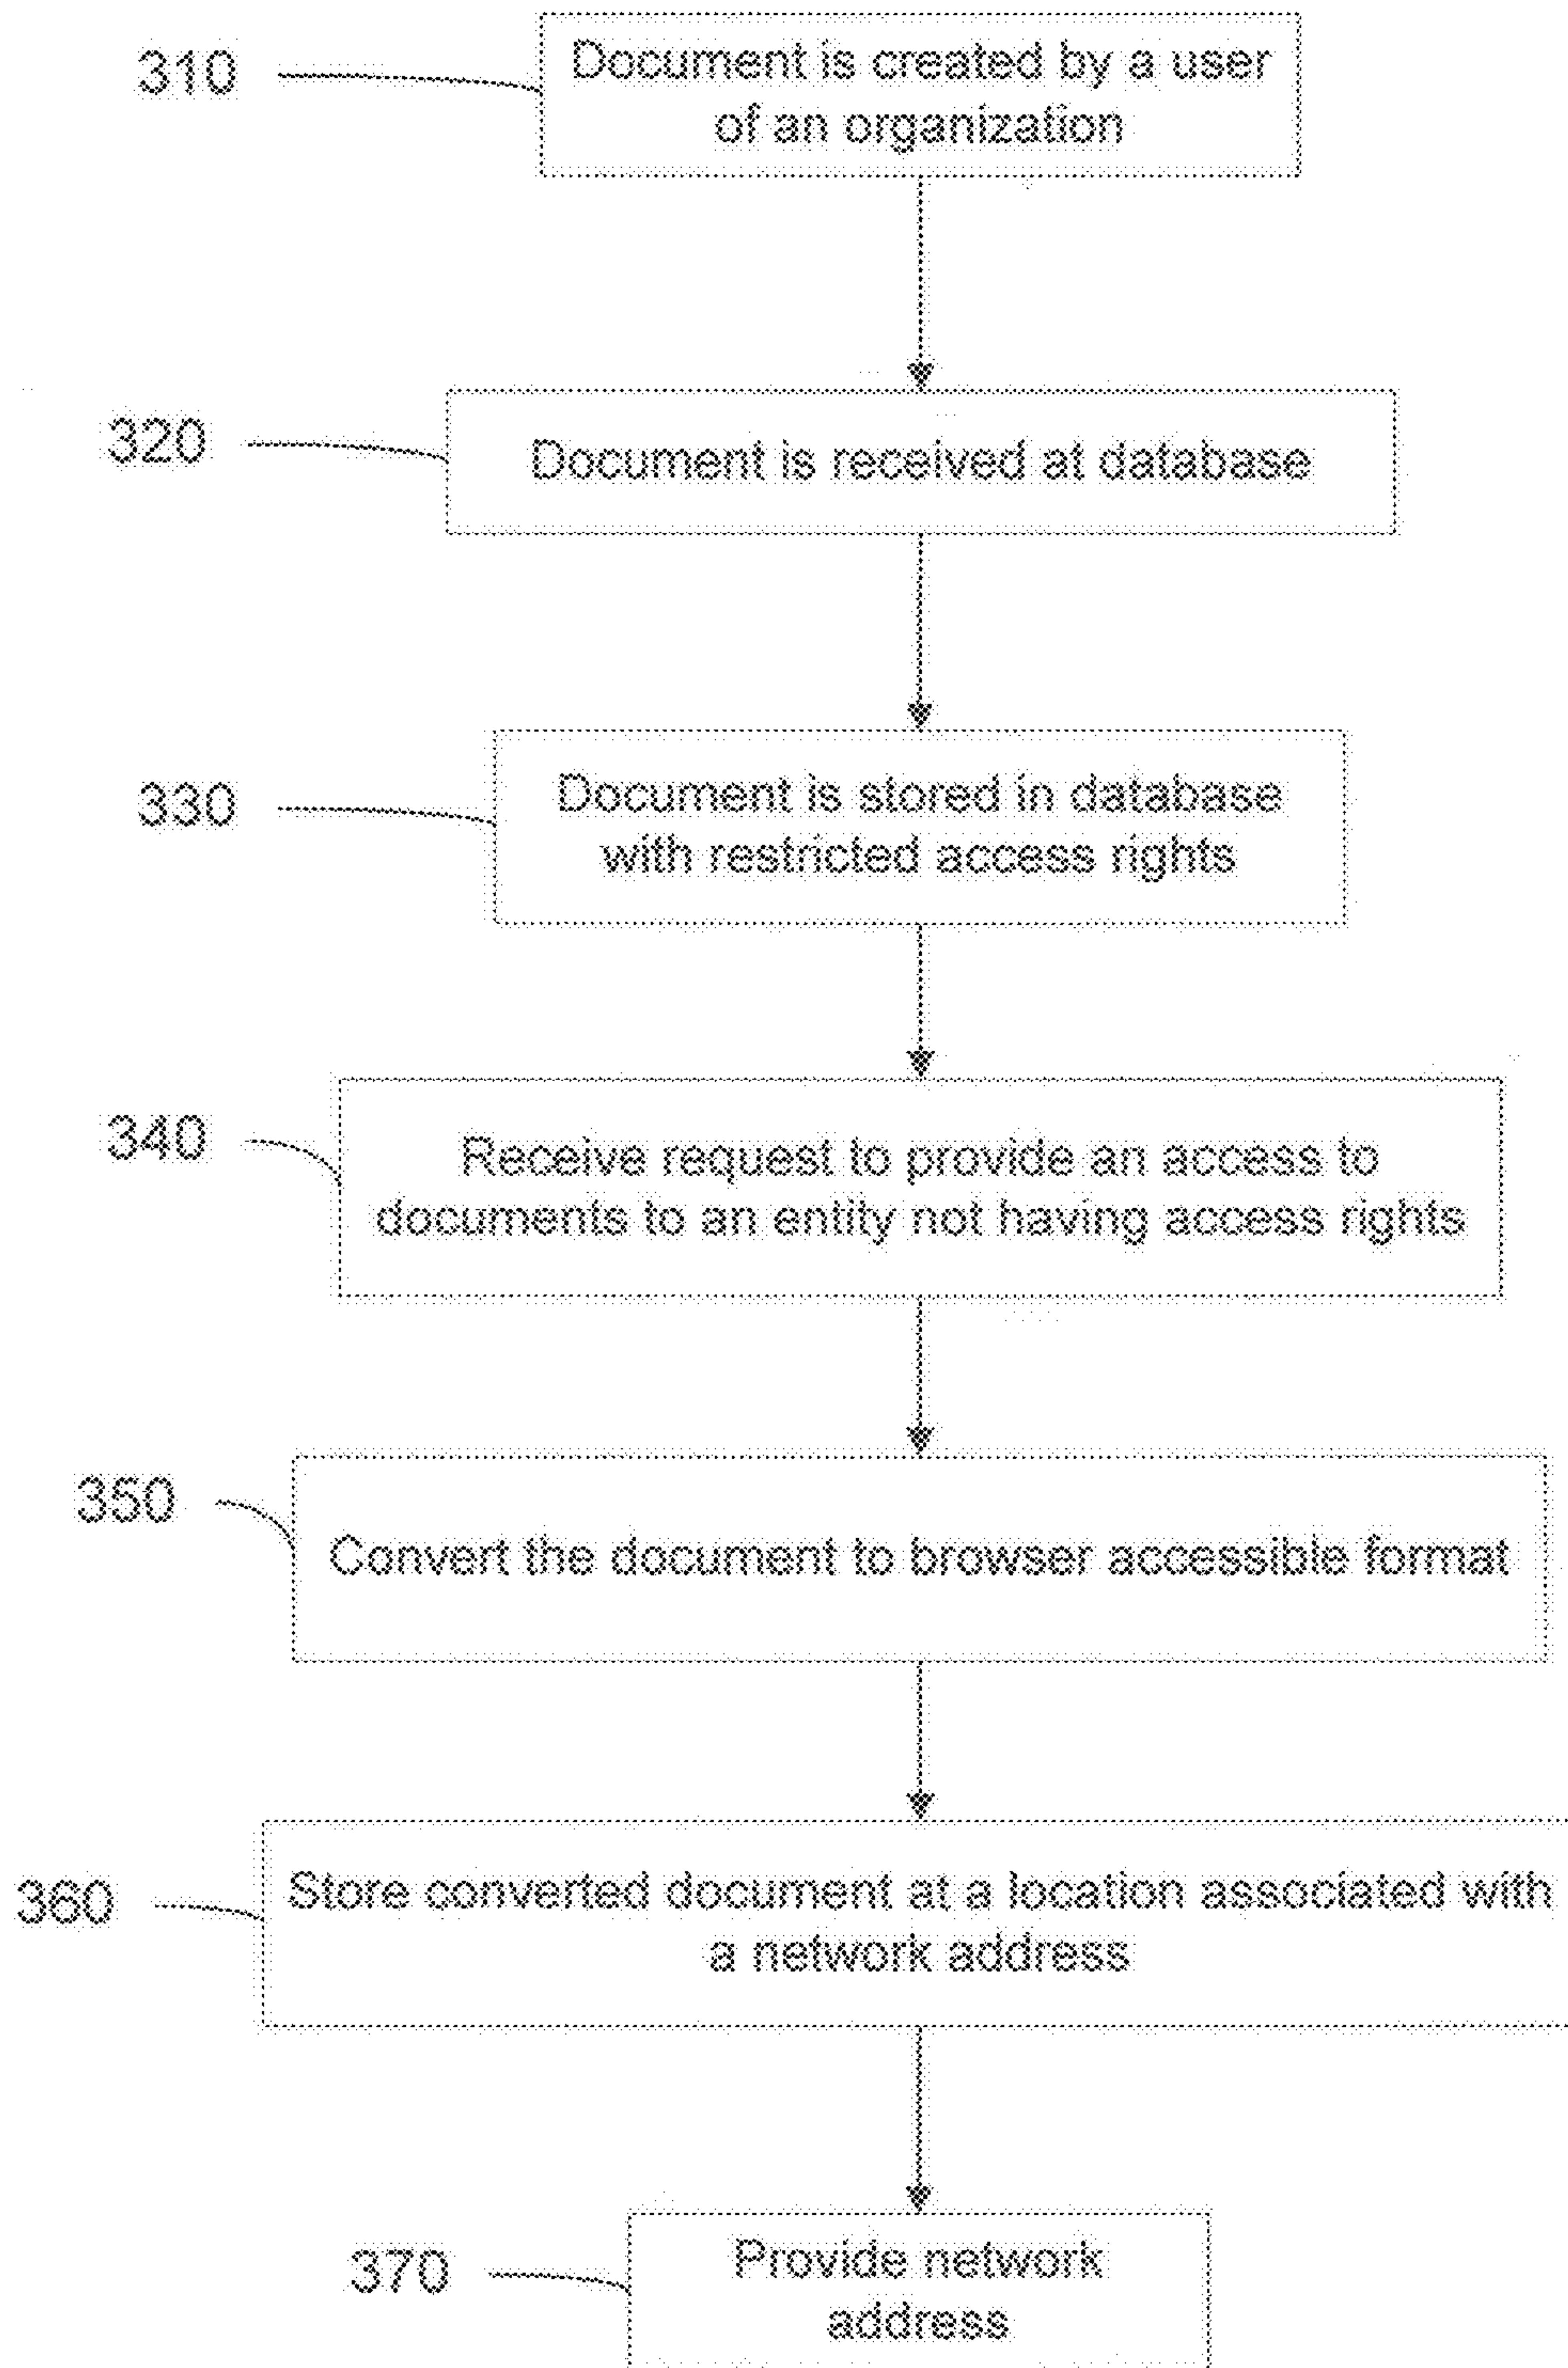 310
Document is created by a user
of an organization
320
Document is received at database
330
Document is stored in database
with restricted access rights
340
Receive request to provide an access to
documents to an entity not having access rights
350
Convert the document to browser accessible format
360
Store converted document at a location associated with
a network address
370
Provide network
address